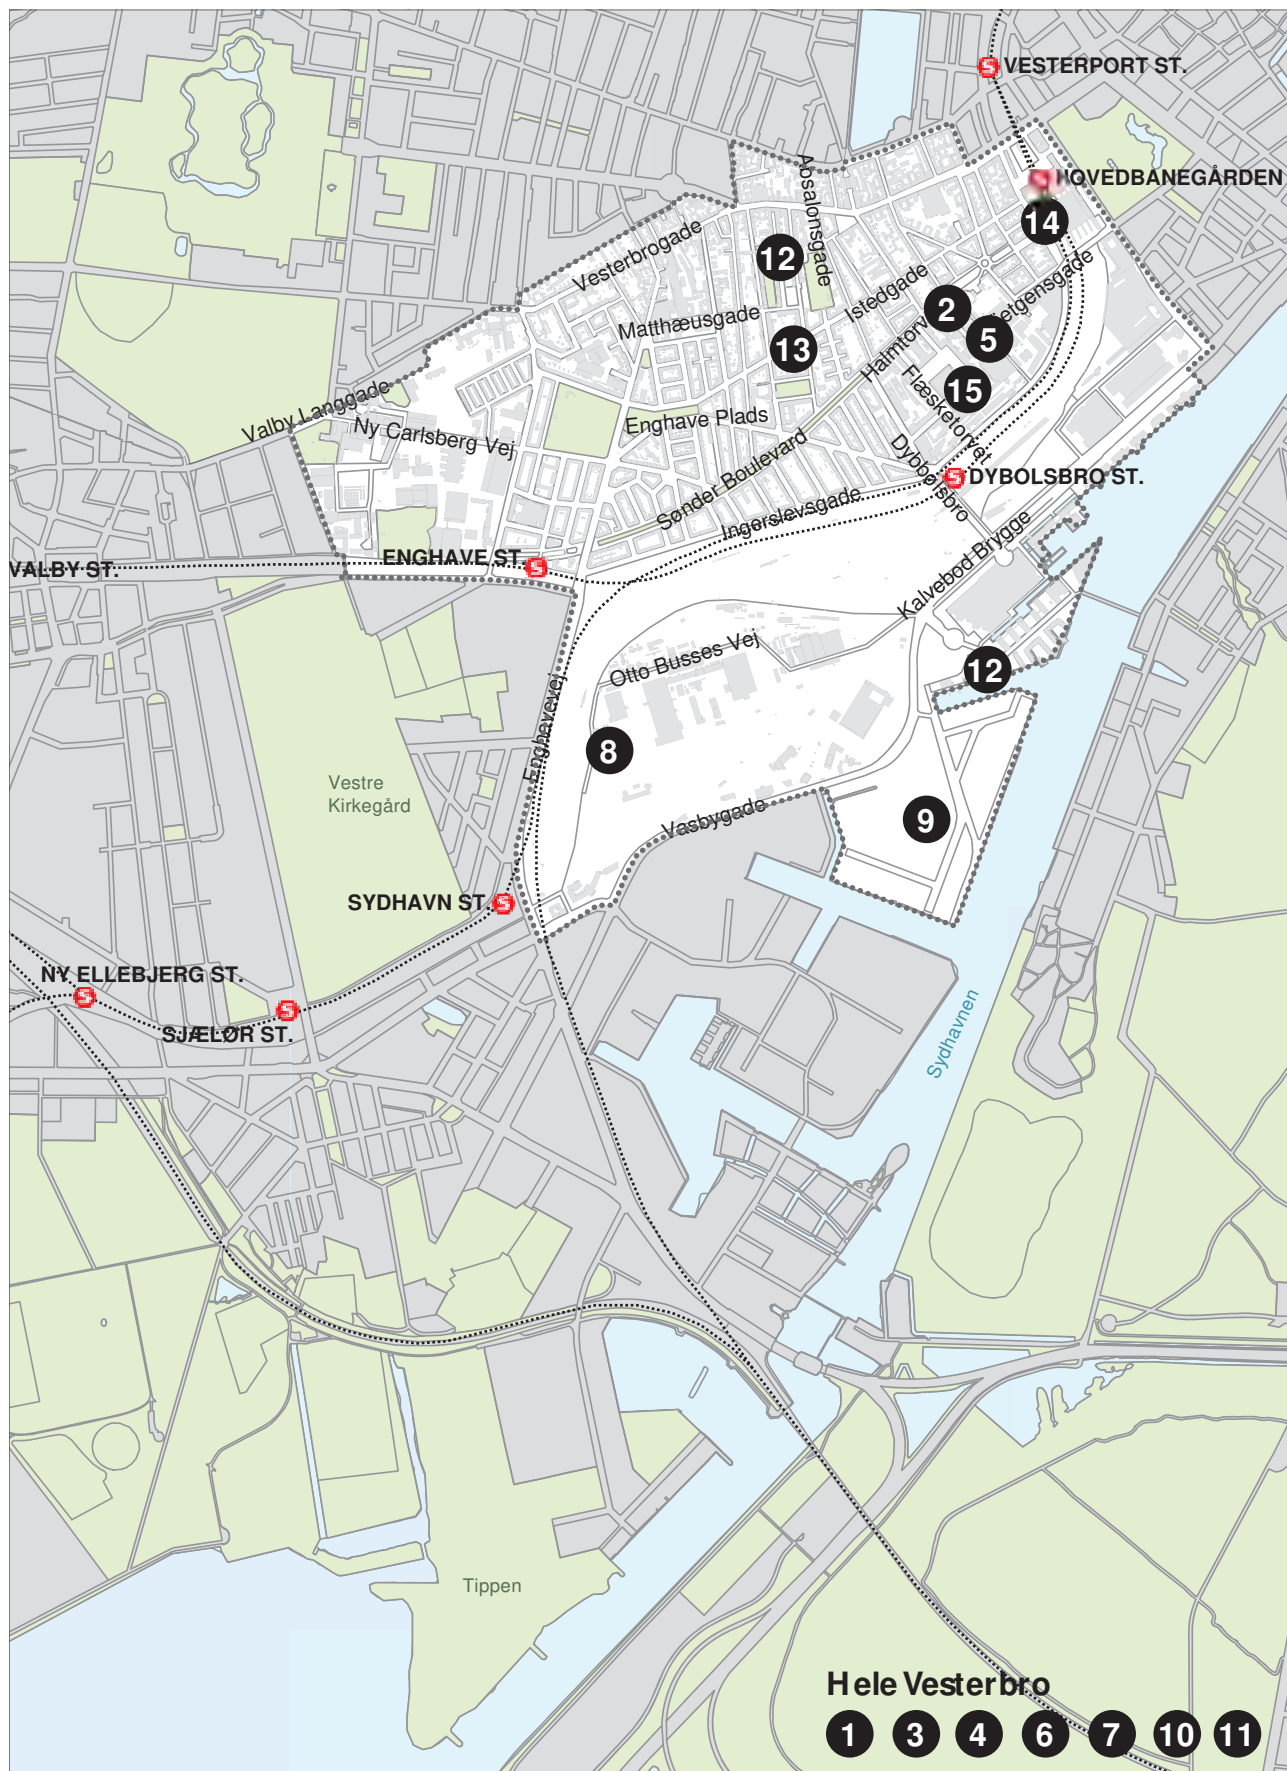 VESTERPORT ST.
HOVEDBANEGÅRDEN
14
Absalonsgade
Vesterbrogade
12
Istedgade
2
5
Matthæusgade
13
Halmtorv
15
Flæsketorvet
Valby Langgade
Ny Carlsberg Vej
Enghave Plads
Sønder Boulevard
Dybbølsbro
DYBOLSBRO ST.
Ingerslevsgade
ENGHAVE ST.
VALBY ST.
Kalvebod Brygge
Otto Busses Vej
12
Enghavevej
8
Vestre
Kirkegård
Vasbygade
9
SYDHAVN ST.
NY ELLEBJERG ST.
SJÆLØR ST.
Sydhavnen
Tippen
Hele Vesterbro
1 3 4 6 7 10 11